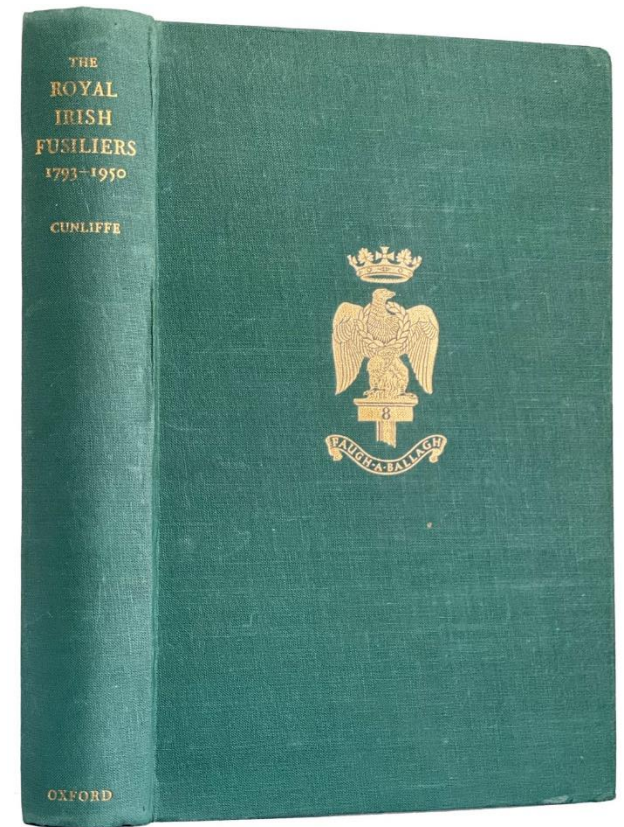 THE
ROYAL
IRISH
FUSILIERS
1793–1950
CUNLIFFE
OXFORD
8
FAUGH·A·BALLAGH